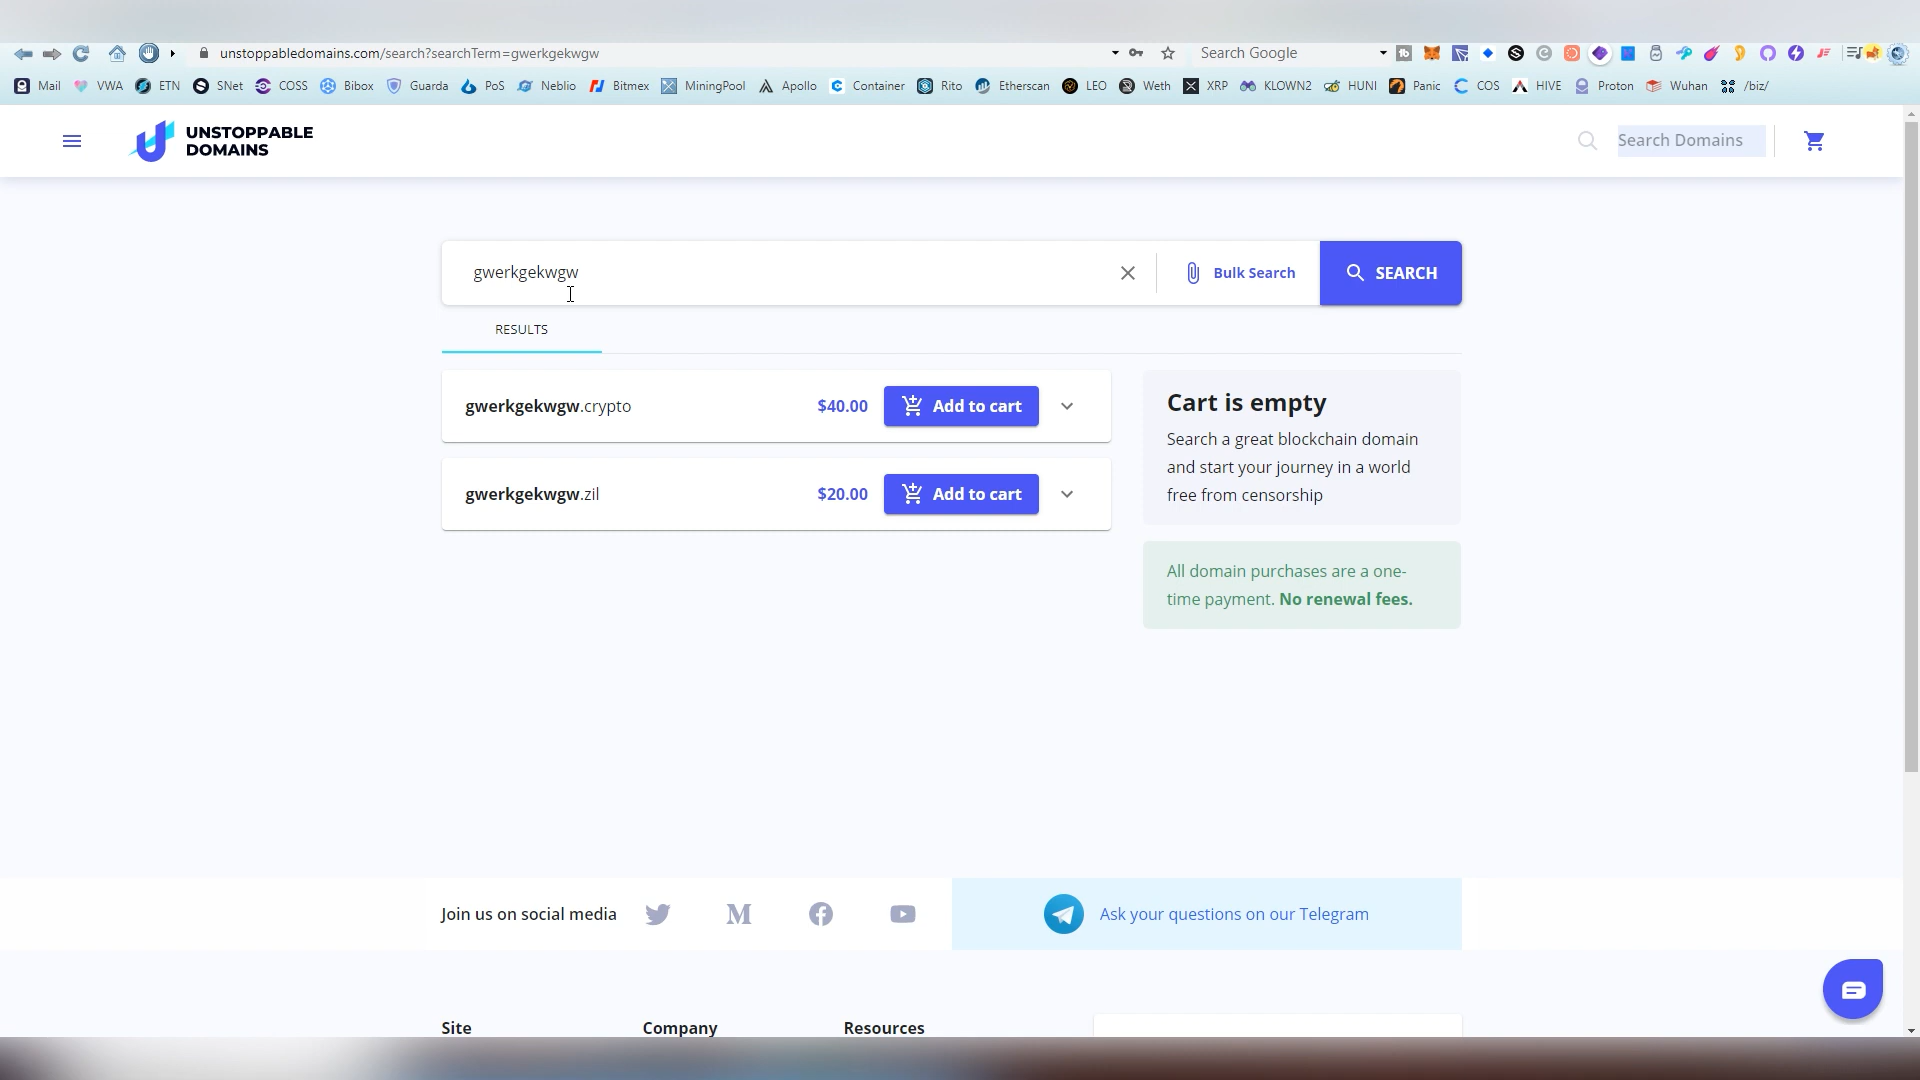 unstoppabledomains.com/search?searchTerm=gwerkgekwgw
Search Google
Mail VWA ETN SNet COSS Bibox Guarda PoS Neblio Bitmex MiningPool Apollo Container Rito Etherscan LEO Weth XRP KLOWN2 HUNI Panic COS HIVE Proton Wuhan /biz/
UNSTOPPABLE
DOMAINS
Search Domains
gwerkgekwgw
Bulk Search
SEARCH
RESULTS
gwerkgekwgw.crypto $40.00 Add to cart
gwerkgekwgw.zil $20.00 Add to cart
Cart is empty
Search a great blockchain domain
and start your journey in a world
free from censorship
All domain purchases are a one-
time payment. No renewal fees.
Join us on social media
Ask your questions on our Telegram
Site Company Resources